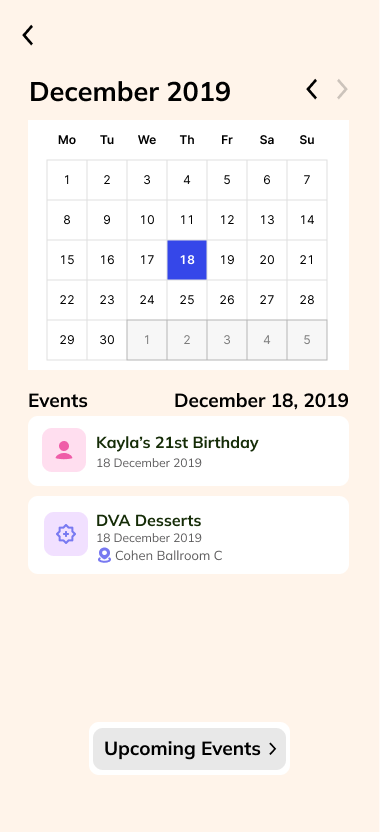 December 2019
Mo Tu We Th Fr Sa Su
1 2 3 4 5 6 7
8 9 10 11 12 13 14
15 16 17 18 19 20 21
22 23 24 25 26 27 28
29 30 1 2 3 4 5
Events December 18, 2019
Kayla's 21st Birthday
18 December 2019
DVA Desserts
18 December 2019
Cohen Ballroom C
Upcoming Events